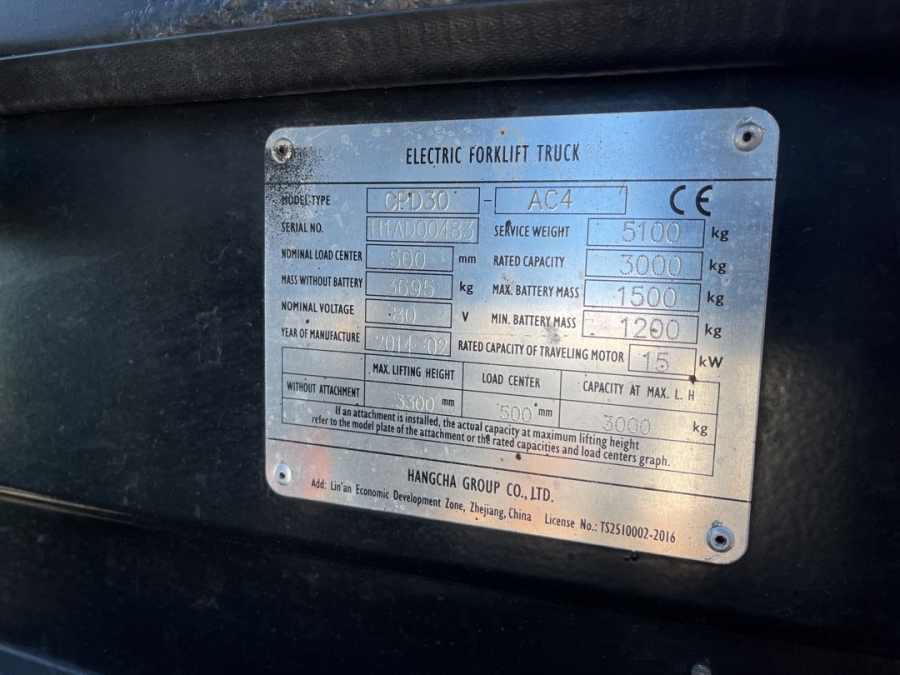 ELECTRIC FORKLIFT TRUCK
MODEL TYPE CPD30 - AC4 CE
SERIAL NO. H1AD00483 SERVICE WEIGHT 5100 kg
NOMINAL LOAD CENTER 500 mm RATED CAPACITY 3000 kg
MASS WITHOUT BATTERY 3695 kg MAX. BATTERY MASS 1500 kg
NOMINAL VOLTAGE 80 V MIN. BATTERY MASS 1200 kg
YEAR OF MANUFACTURE 2014-02 RATED CAPACITY OF TRAVELING MOTOR 15 kW
MAX. LIFTING HEIGHT LOAD CENTER CAPACITY AT MAX. L. H
WITHOUT ATTACHMENT 3300 mm 500 mm 3000 kg
If an attachment is installed, the actual capacity at maximum lifting height
refer to the model plate of the attachment or the rated capacities and load centers graph.
HANGCHA GROUP CO., LTD.
Add: Lin'an Economic Development Zone, Zhejiang, China License No.: TS2510002-2016